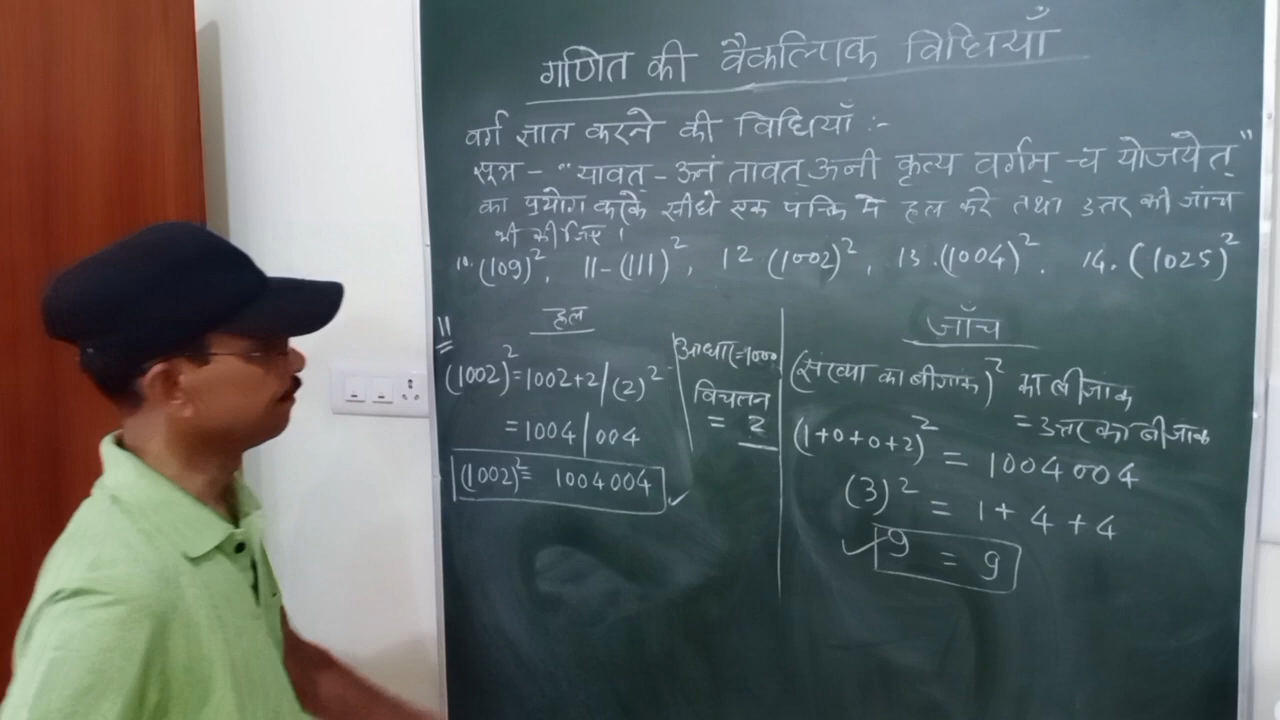 गणित की वैकल्पिक विधियाँ
वर्ग ज्ञात करने की विधियाँ :-
सूत्र - "यावत् - ऊनं तावत् ऊनी कृत्य वर्गम् - च योजयेत्"
का प्रयोग करके सीधे एक पंक्ति मे हल करे तथा उत्तर की जांच
भी कीजिए।
10. (109)², 11-(111)², 12 (1002)², 13.(1004)². 14. (1025)²
हल
11
(1002)² = 1002+2/(2)²
= 1004/004
(1002)² = 1004004
आधार=1000
विचलन
= 2
जाँच
(संख्या का बीजांक)² का बीजांक
= उत्तर का बीजांक
(1+0+0+2)² = 1004004
(3)² = 1+4+4
9 = 9